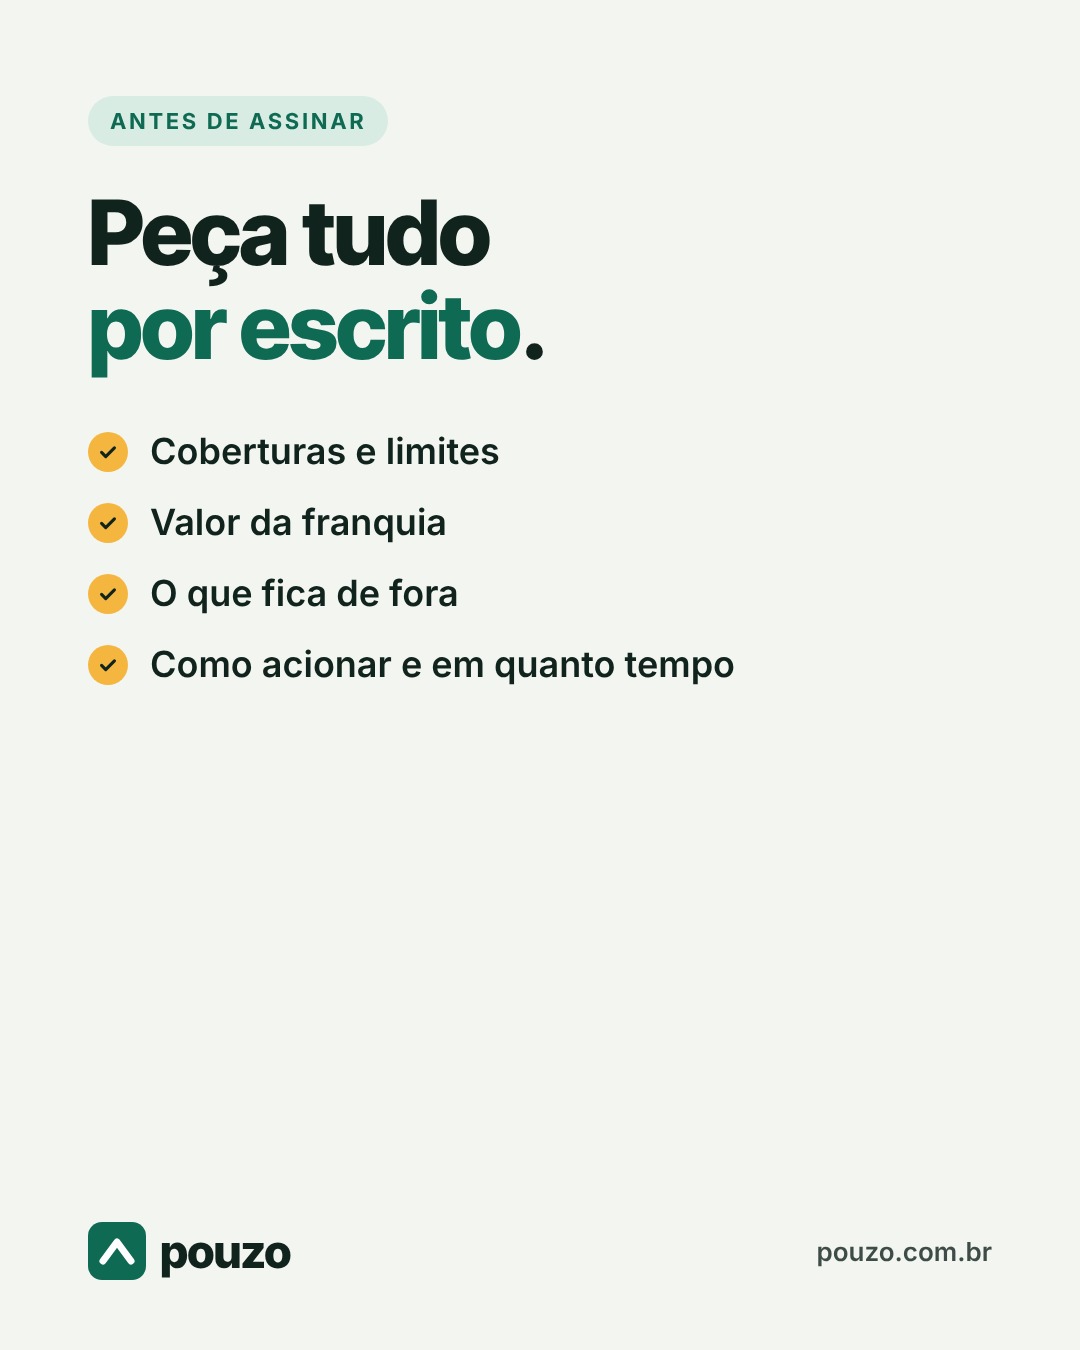 ANTES DE ASSINAR
Peça tudo
por escrito.
Coberturas e limites
Valor da franquia
O que fica de fora
Como acionar e em quanto tempo
pouzo
pouzo.com.br